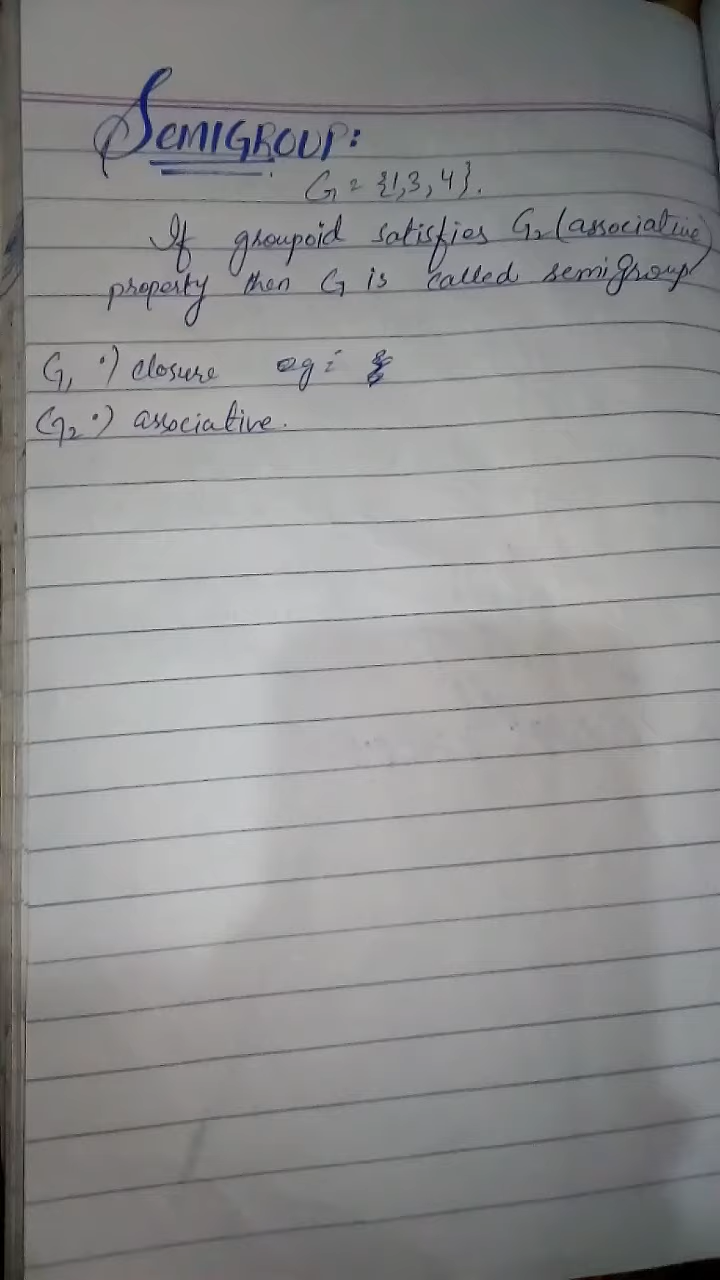 SEMIGROUP:
G = {1,3,4}.
If groupoid satisfies G₂ (associative)
property then G is called semigroup
G₁ •) closure eg:
G₂ •) associative.